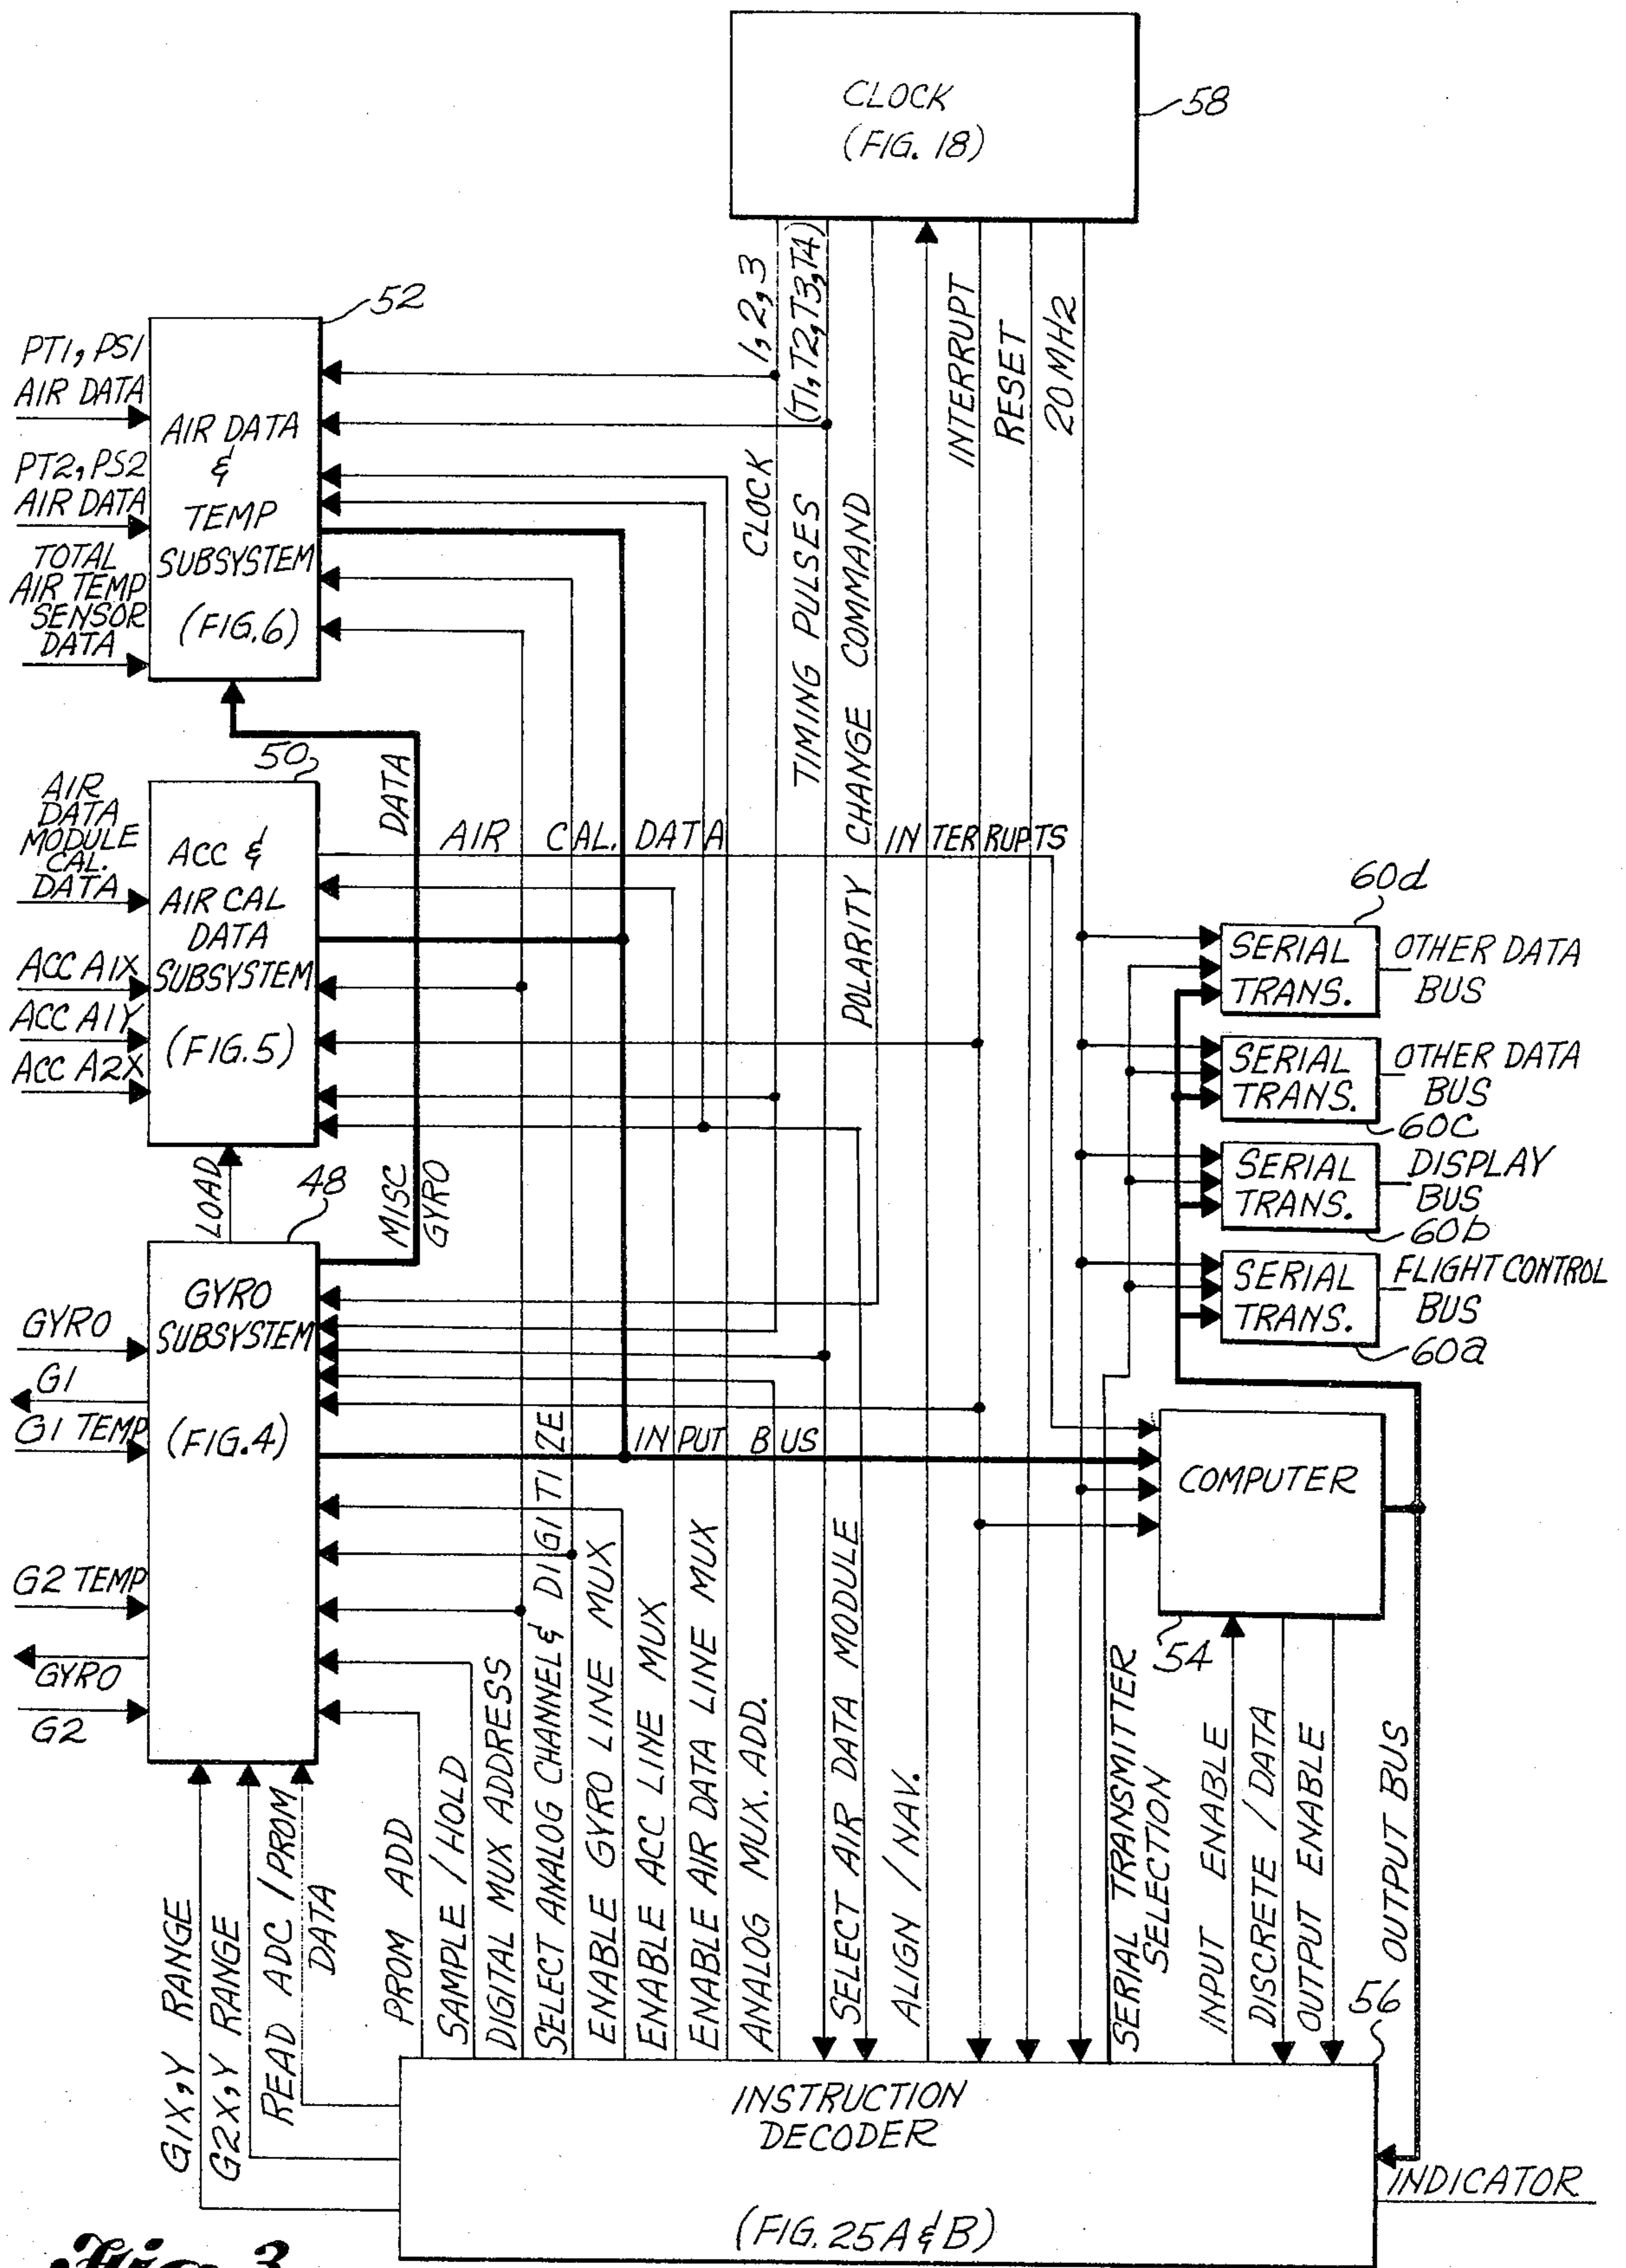 CLOCK
(FIG. 18)
58
CLOCK 1, 2, 3
TIMING PULSES (T1, T2, T3, T4)
POLARITY CHANGE COMMAND
INTERRUPT
RESET
20 MHZ
52
PT1, PS1
AIR DATA
PT2, PS2
AIR DATA
TOTAL
AIR TEMP
SENSOR
DATA
AIR DATA
&
TEMP
SUBSYSTEM
(FIG. 6)
50
AIR
DATA
MODULE
CAL.
DATA
ACC A1X
ACC A1Y
ACC A2X
ACC &
AIR CAL
DATA
SUBSYSTEM
(FIG. 5)
AIR CAL. DATA INTERRUPTS
MISC DATA
GYRO
LOAD
48
GYRO
G1
G1 TEMP
G2 TEMP
GYRO
G2
GYRO
SUBSYSTEM
(FIG. 4)
INPUT BUS
60d
SERIAL
TRANS.
OTHER DATA
BUS
SERIAL
TRANS.
OTHER DATA
BUS
60c
SERIAL
TRANS.
DISPLAY
BUS
60b
SERIAL
TRANS.
FLIGHT CONTROL
BUS
60a
COMPUTER
54
G1X, Y RANGE
G2X, Y RANGE
READ ADC / PROM
DATA
PROM ADD
SAMPLE / HOLD
DIGITAL MUX ADDRESS
SELECT ANALOG CHANNEL & DIGITIZE
ENABLE GYRO LINE MUX
ENABLE ACC LINE MUX
ENABLE AIR DATA LINE MUX
ANALOG MUX. ADD.
SELECT AIR DATA MODULE
ALIGN / NAV.
SERIAL TRANSMITTER
SELECTION
INPUT ENABLE
DISCRETE / DATA
OUTPUT ENABLE
OUTPUT BUS
56
INSTRUCTION
DECODER
(FIG. 25A & B)
INDICATOR
Fig. 3